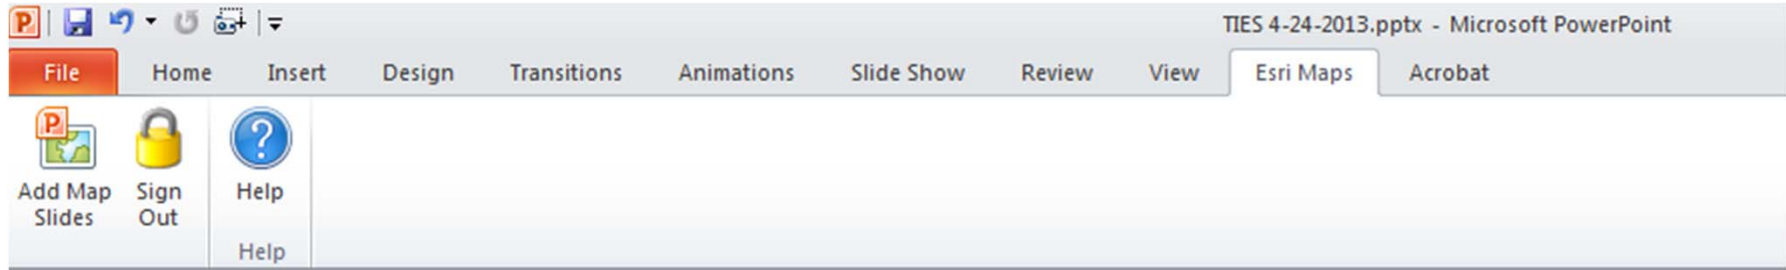 TIES 4-24-2013.pptx - Microsoft PowerPoint
File Home Insert Design Transitions Animations Slide Show Review View Esri Maps Acrobat
Add Map Slides
Sign Out
Help
Help